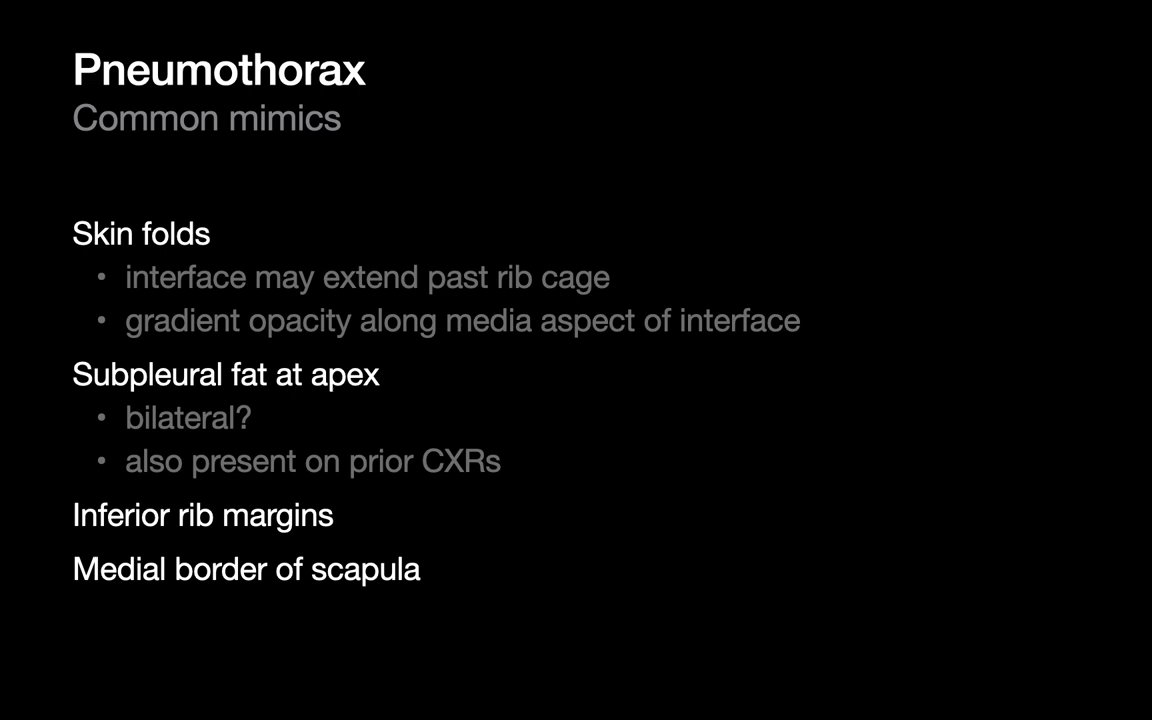 Pneumothorax
Common mimics
Skin folds
• interface may extend past rib cage
• gradient opacity along media aspect of interface
Subpleural fat at apex
• bilateral?
• also present on prior CXRs
Inferior rib margins
Medial border of scapula